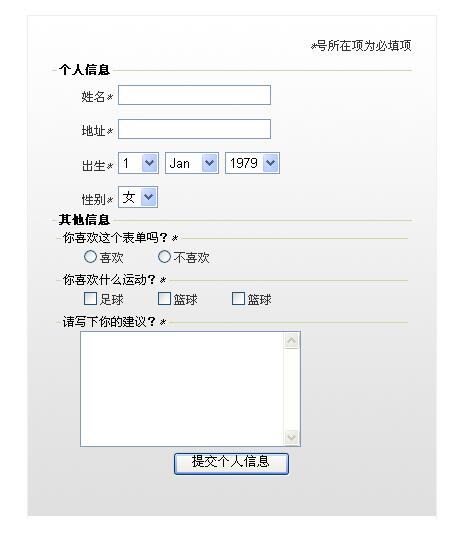 *号所在项为必填项
个人信息
姓名*
地址*
出生* 1 Jan 1979
性别* 女
其他信息
你喜欢这个表单吗？*
喜欢 不喜欢
你喜欢什么运动？*
足球 篮球 篮球
请写下你的建议？*
提交个人信息